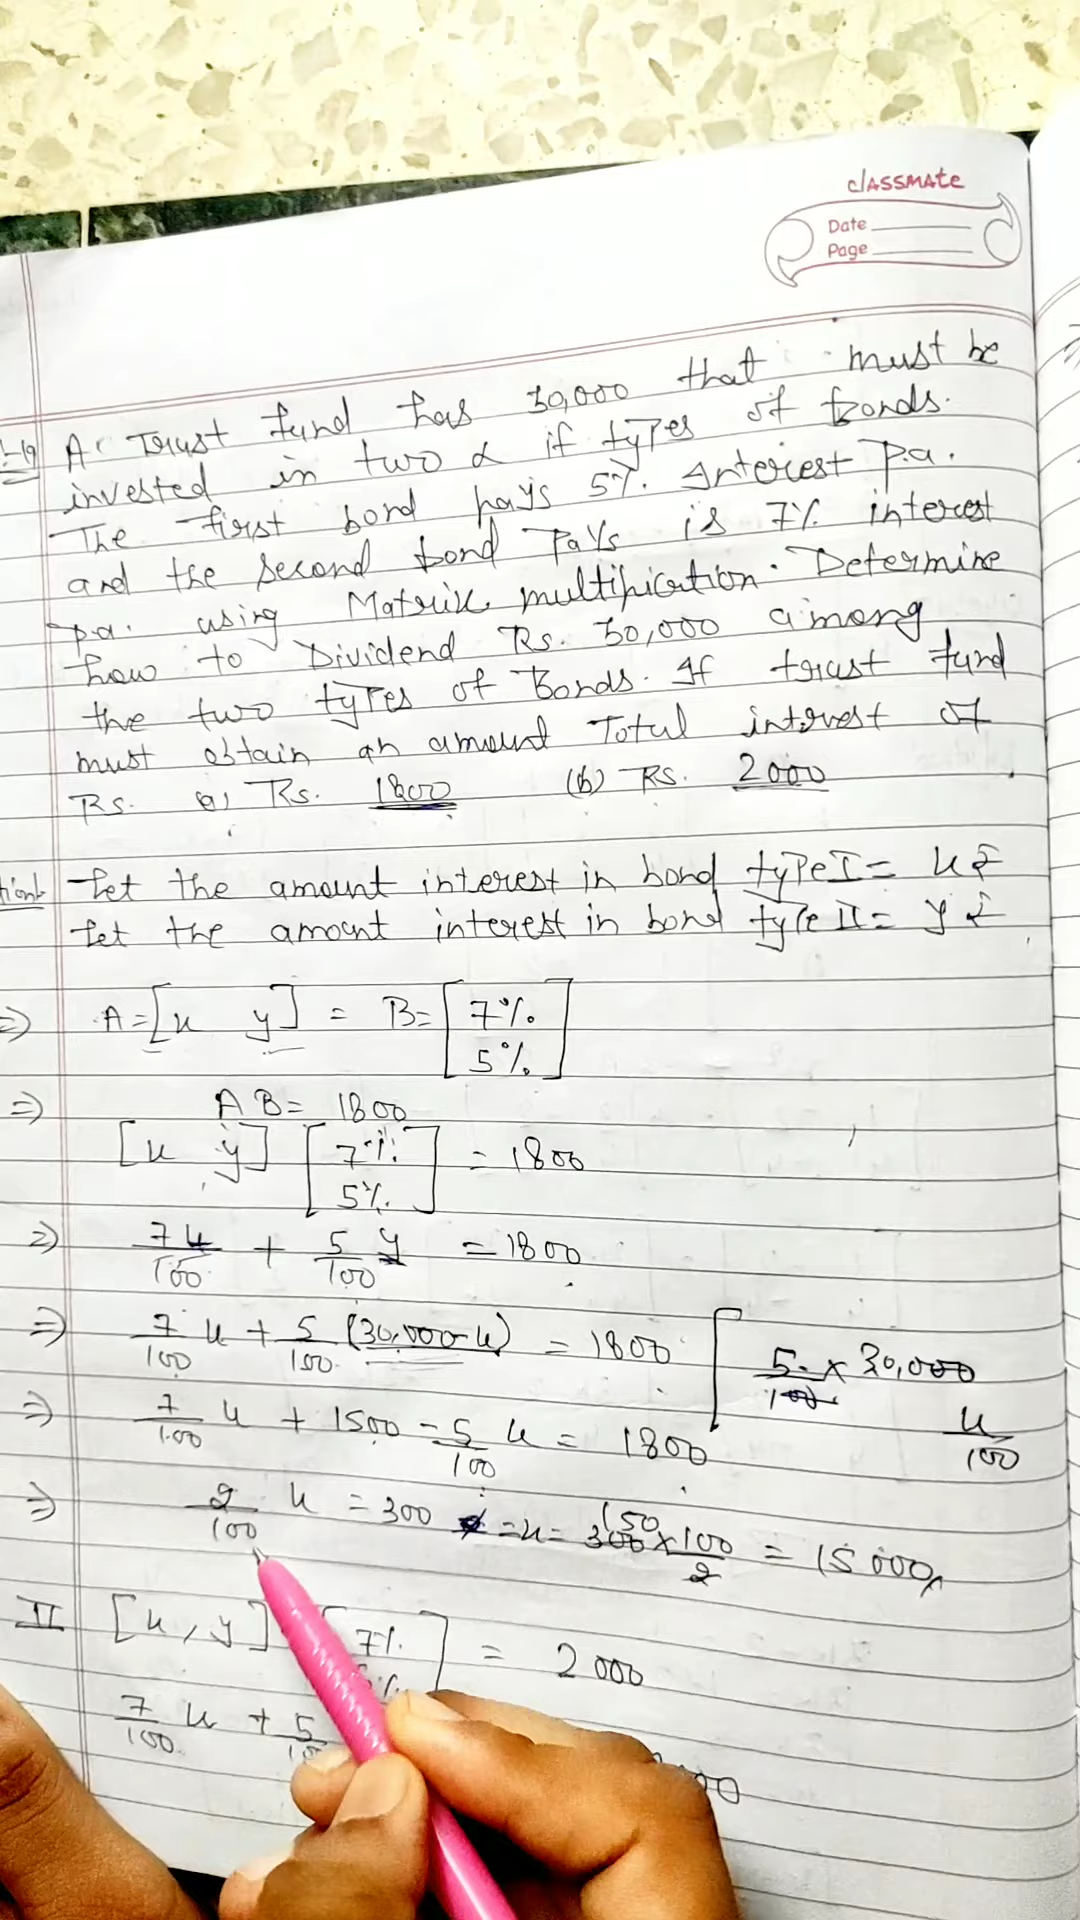 classmate
Date
Page
A Trust fund has 30,000 that must be
invested in two & if types of bonds.
The first bond pays 5% Interest P.a.
and the second bond Pays is 7% interest
p.a. using Matrix multiplication. Determine
how to Dividend Rs. 30,000 among
the two types of Bonds. If trust fund
must obtain an amount Total interest of
Rs. a) Rs. 1800 (b) Rs. 2000
Let the amount interest in bond type I = x ₹
Let the amount interest in bond type II = y ₹
⇒ A = [x y] = B = [7% 5%]
⇒ AB = 1800
[x y] [7% 5%] = 1800
⇒ 7x/100 + 5/100 y = 1800
⇒ 7/100 x + 5/100 (30,000-x) = 1800
5/100 × 30,000
⇒ 7/100 x + 1500 - 5/100 x = 1800
x/100
⇒ 2/100 x = 300 = x = 300 × 100/2 = 15000
150
II [x, y] 7% = 2000
7/100 x + 5